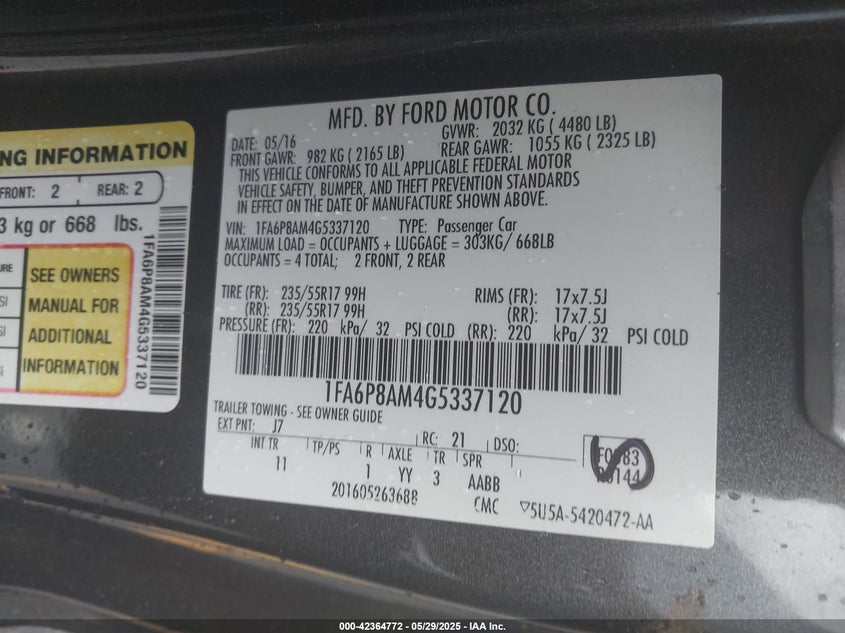 NG INFORMATION
FRONT: 2 REAR: 2
3 kg or 668 lbs.
SEE OWNERS
MANUAL FOR
ADDITIONAL
INFORMATION
1FA6P8AM4G5337120
MFD. BY FORD MOTOR CO.
DATE: 05/16 GVWR: 2032 KG ( 4480 LB)
FRONT GAWR: 982 KG ( 2165 LB) REAR GAWR: 1055 KG ( 2325 LB)
THIS VEHICLE CONFORMS TO ALL APPLICABLE FEDERAL MOTOR
VEHICLE SAFETY, BUMPER, AND THEFT PREVENTION STANDARDS
IN EFFECT ON THE DATE OF MANUFACTURE SHOWN ABOVE.
VIN: 1FA6P8AM4G5337120 TYPE: Passenger Car
MAXIMUM LOAD = OCCUPANTS + LUGGAGE = 303KG/ 668LB
OCCUPANTS = 4 TOTAL; 2 FRONT, 2 REAR
TIRE (FR): 235/55R17 99H RIMS (FR): 17x7.5J
(RR): 235/55R17 99H (RR): 17x7.5J
PRESSURE (FR): 220 kPa/ 32 PSI COLD (RR): 220 kPa/ 32 PSI COLD
1FA6P8AM4G5337120
TRAILER TOWING - SEE OWNER GUIDE
EXT PNT: J7 RC: 21 DSO:
INT TR TP/PS R AXLE TR SPR
11 1 YY 3 AABB
201605263688 CMC ▽5U5A-5420472-AA
000-42364772 - 05/29/2025 - IAA Inc.